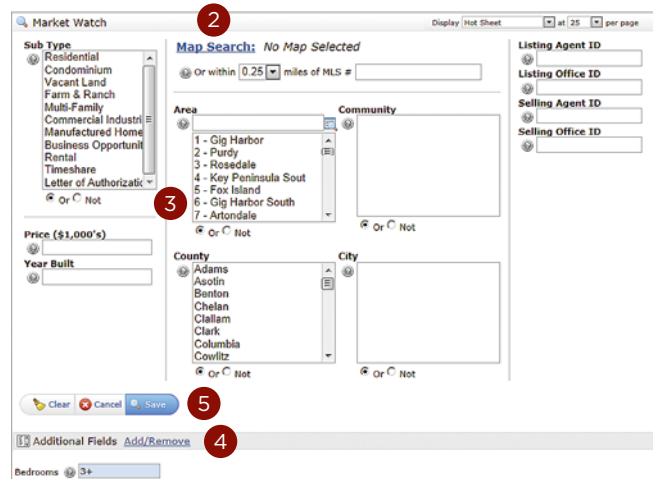 Market Watch
2
Display Hot Sheet at 25 per page
Sub Type
Residential
Condominium
Vacant Land
Farm & Ranch
Multi-Family
Commercial Industri
Manufactured Home
Business Opportunit
Rental
Timeshare
Letter of Authorizatic
Or Not
Price ($1,000's)
Year Built
Map Search: No Map Selected
Or within 0.25 miles of MLS #
Area
1 - Gig Harbor
2 - Purdy
3 - Rosedale
4 - Key Peninsula Sout
5 - Fox Island
6 - Gig Harbor South
7 - Artondale
3
Or Not
Community
Or Not
County
Adams
Asotin
Benton
Chelan
Clallam
Clark
Columbia
Cowlitz
Or Not
City
Or Not
Listing Agent ID
Listing Office ID
Selling Agent ID
Selling Office ID
Clear Cancel Save
5
Additional Fields Add/Remove
4
Bedrooms 3+